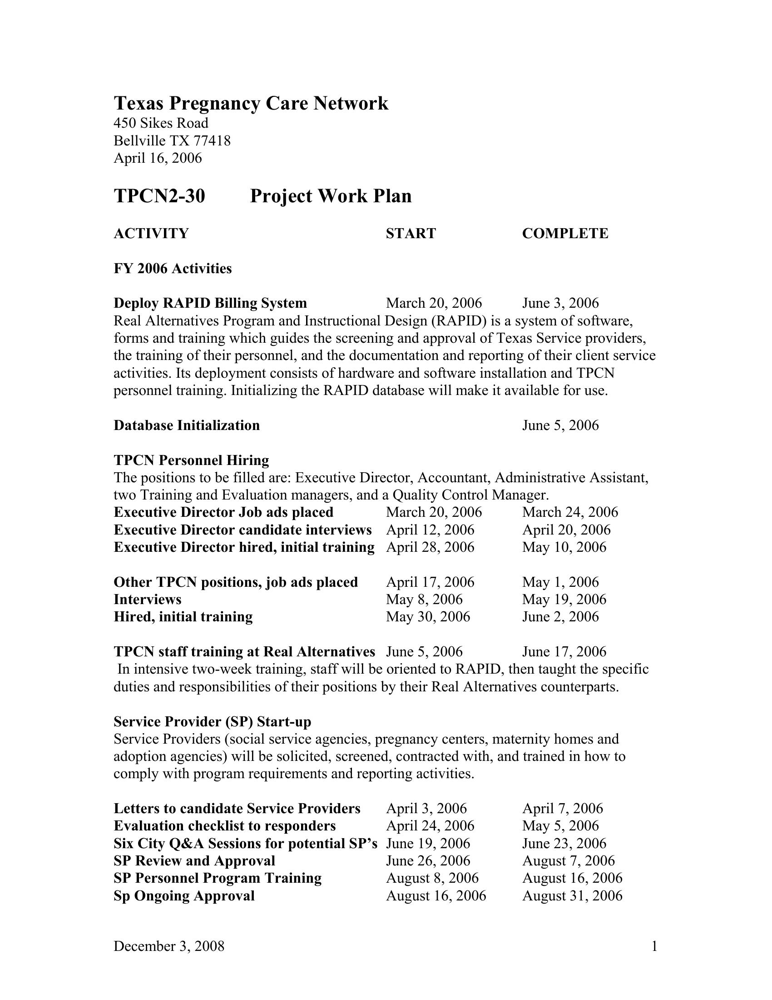 Texas Pregnancy Care Network
450 Sikes Road
Bellville TX 77418
April 16, 2006
TPCN2-30 Project Work Plan
ACTIVITY START COMPLETE
FY 2006 Activities
Deploy RAPID Billing System March 20, 2006 June 3, 2006
Real Alternatives Program and Instructional Design (RAPID) is a system of software,
forms and training which guides the screening and approval of Texas Service providers,
the training of their personnel, and the documentation and reporting of their client service
activities. Its deployment consists of hardware and software installation and TPCN
personnel training. Initializing the RAPID database will make it available for use.
Database Initialization June 5, 2006
TPCN Personnel Hiring
The positions to be filled are: Executive Director, Accountant, Administrative Assistant,
two Training and Evaluation managers, and a Quality Control Manager.
Executive Director Job ads placed March 20, 2006 March 24, 2006
Executive Director candidate interviews April 12, 2006 April 20, 2006
Executive Director hired, initial training April 28, 2006 May 10, 2006
Other TPCN positions, job ads placed April 17, 2006 May 1, 2006
Interviews May 8, 2006 May 19, 2006
Hired, initial training May 30, 2006 June 2, 2006
TPCN staff training at Real Alternatives June 5, 2006 June 17, 2006
In intensive two-week training, staff will be oriented to RAPID, then taught the specific
duties and responsibilities of their positions by their Real Alternatives counterparts.
Service Provider (SP) Start-up
Service Providers (social service agencies, pregnancy centers, maternity homes and
adoption agencies) will be solicited, screened, contracted with, and trained in how to
comply with program requirements and reporting activities.
Letters to candidate Service Providers April 3, 2006 April 7, 2006
Evaluation checklist to responders April 24, 2006 May 5, 2006
Six City Q&A Sessions for potential SP's June 19, 2006 June 23, 2006
SP Review and Approval June 26, 2006 August 7, 2006
SP Personnel Program Training August 8, 2006 August 16, 2006
Sp Ongoing Approval August 16, 2006 August 31, 2006
December 3, 2008 1